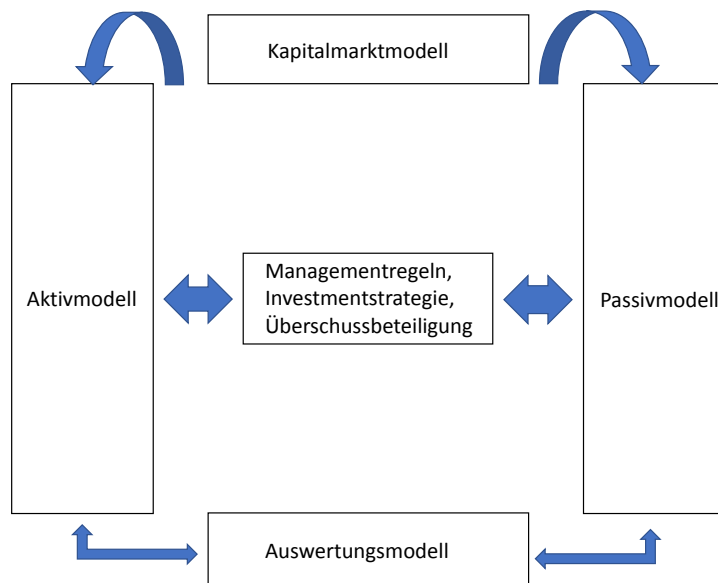 Kapitalmarktmodell
Aktivmodell
Managementregeln,
Investmentstrategie,
Überschussbeteiligung
Passivmodell
Auswertungsmodell